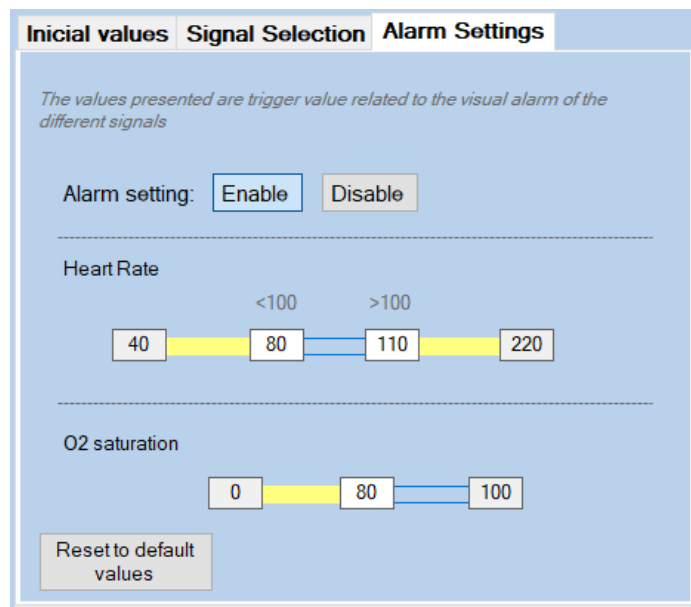 Inicial values Signal Selection Alarm Settings
The values presented are trigger value related to the visual alarm of the
different signals
Alarm setting: Enable Disable
Heart Rate
<100 >100
40 80 110 220
O2 saturation
0 80 100
Reset to default
values